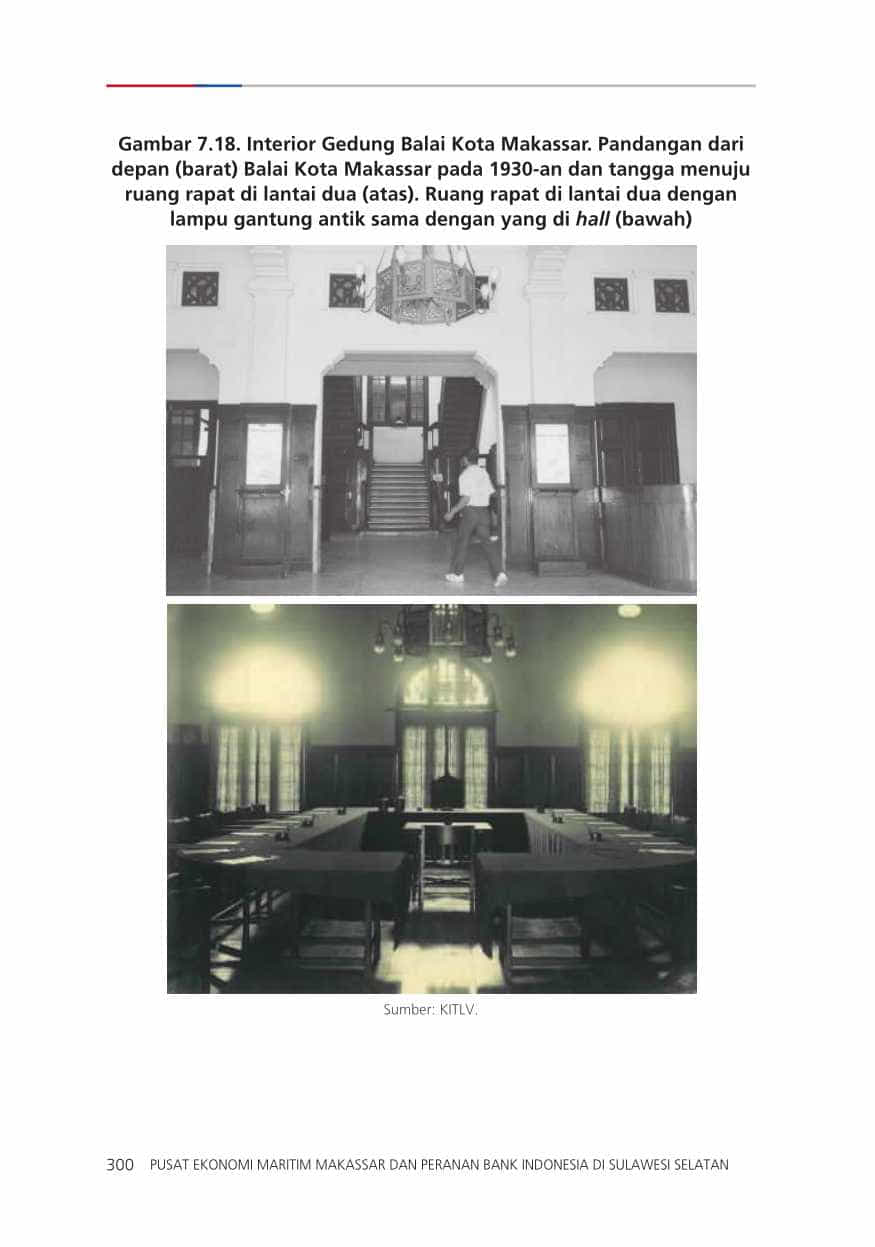 Gambar 7.18. Interior Gedung Balai Kota Makassar. Pandangan dari
depan (barat) Balai Kota Makassar pada 1930-an dan tangga menuju
ruang rapat di lantai dua (atas). Ruang rapat di lantai dua dengan
lampu gantung antik sama dengan yang di hall (bawah)
Sumber: KITLV.
300 PUSAT EKONOMI MARITIM MAKASSAR DAN PERANAN BANK INDONESIA DI SULAWESI SELATAN